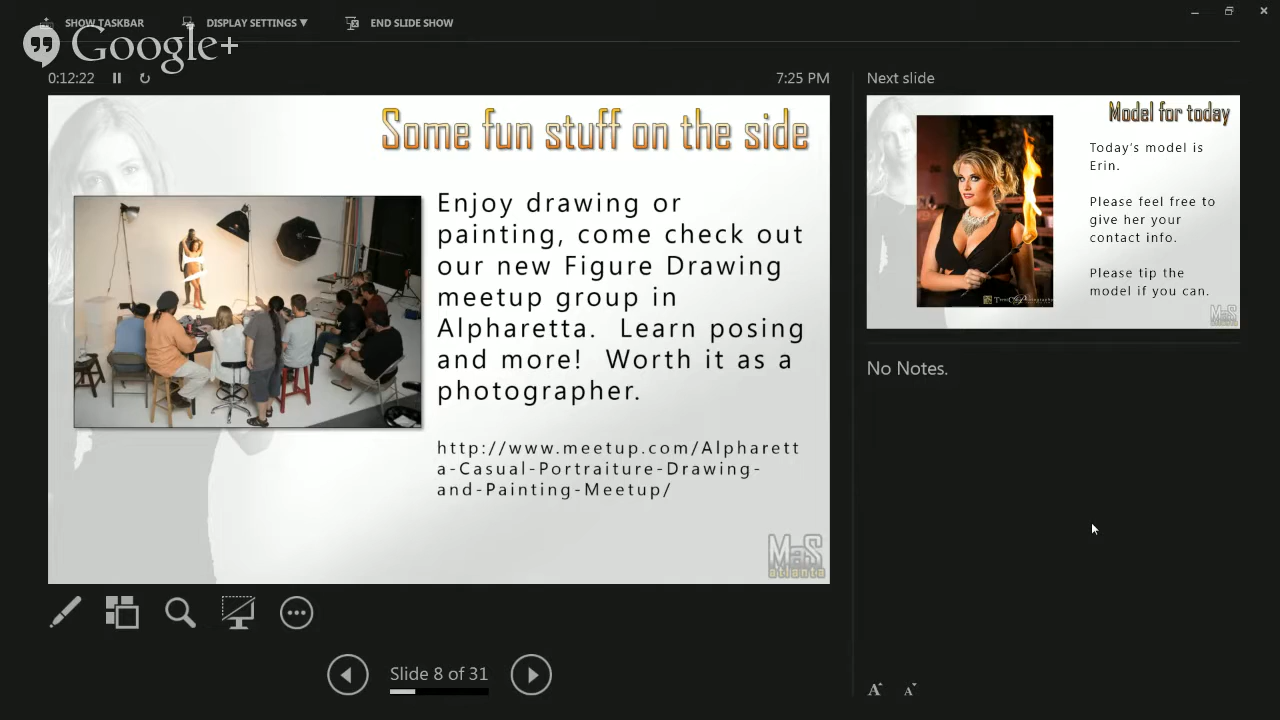 SHOW TASKBAR DISPLAY SETTINGS ▼ END SLIDE SHOW
Google+
0:12:22
7:25 PM
Some fun stuff on the side
Enjoy drawing or
painting, come check out
our new Figure Drawing
meetup group in
Alpharetta. Learn posing
and more! Worth it as a
photographer.
http://www.meetup.com/Alpharett
a-Casual-Portraiture-Drawing-
and-Painting-Meetup/
MaS
atlanta
Slide 8 of 31
Next slide
Model for today
Today's model is
Erin.
Please feel free to
give her your
contact info.
Please tip the
model if you can.
MaS
atlanta
No Notes.
A A